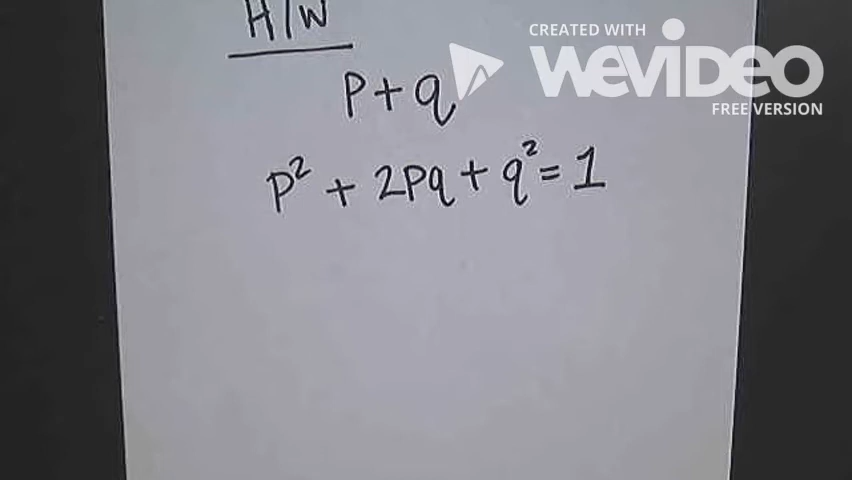 H/W
CREATED WITH
WEVIDEO
FREE VERSION
p + q
p² + 2pq + q² = 1